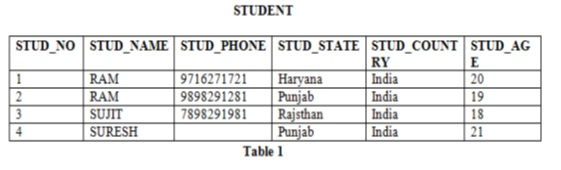 STUDENT
STUD_NO STUD_NAME STUD_PHONE STUD_STATE STUD_COUNT STUD_AG
RY E
1 RAM 9716271721 Haryana India 20
2 RAM 9898291281 Punjab India 19
3 SUJIT 7898291981 Rajsthan India 18
4 SURESH Punjab India 21
Table 1